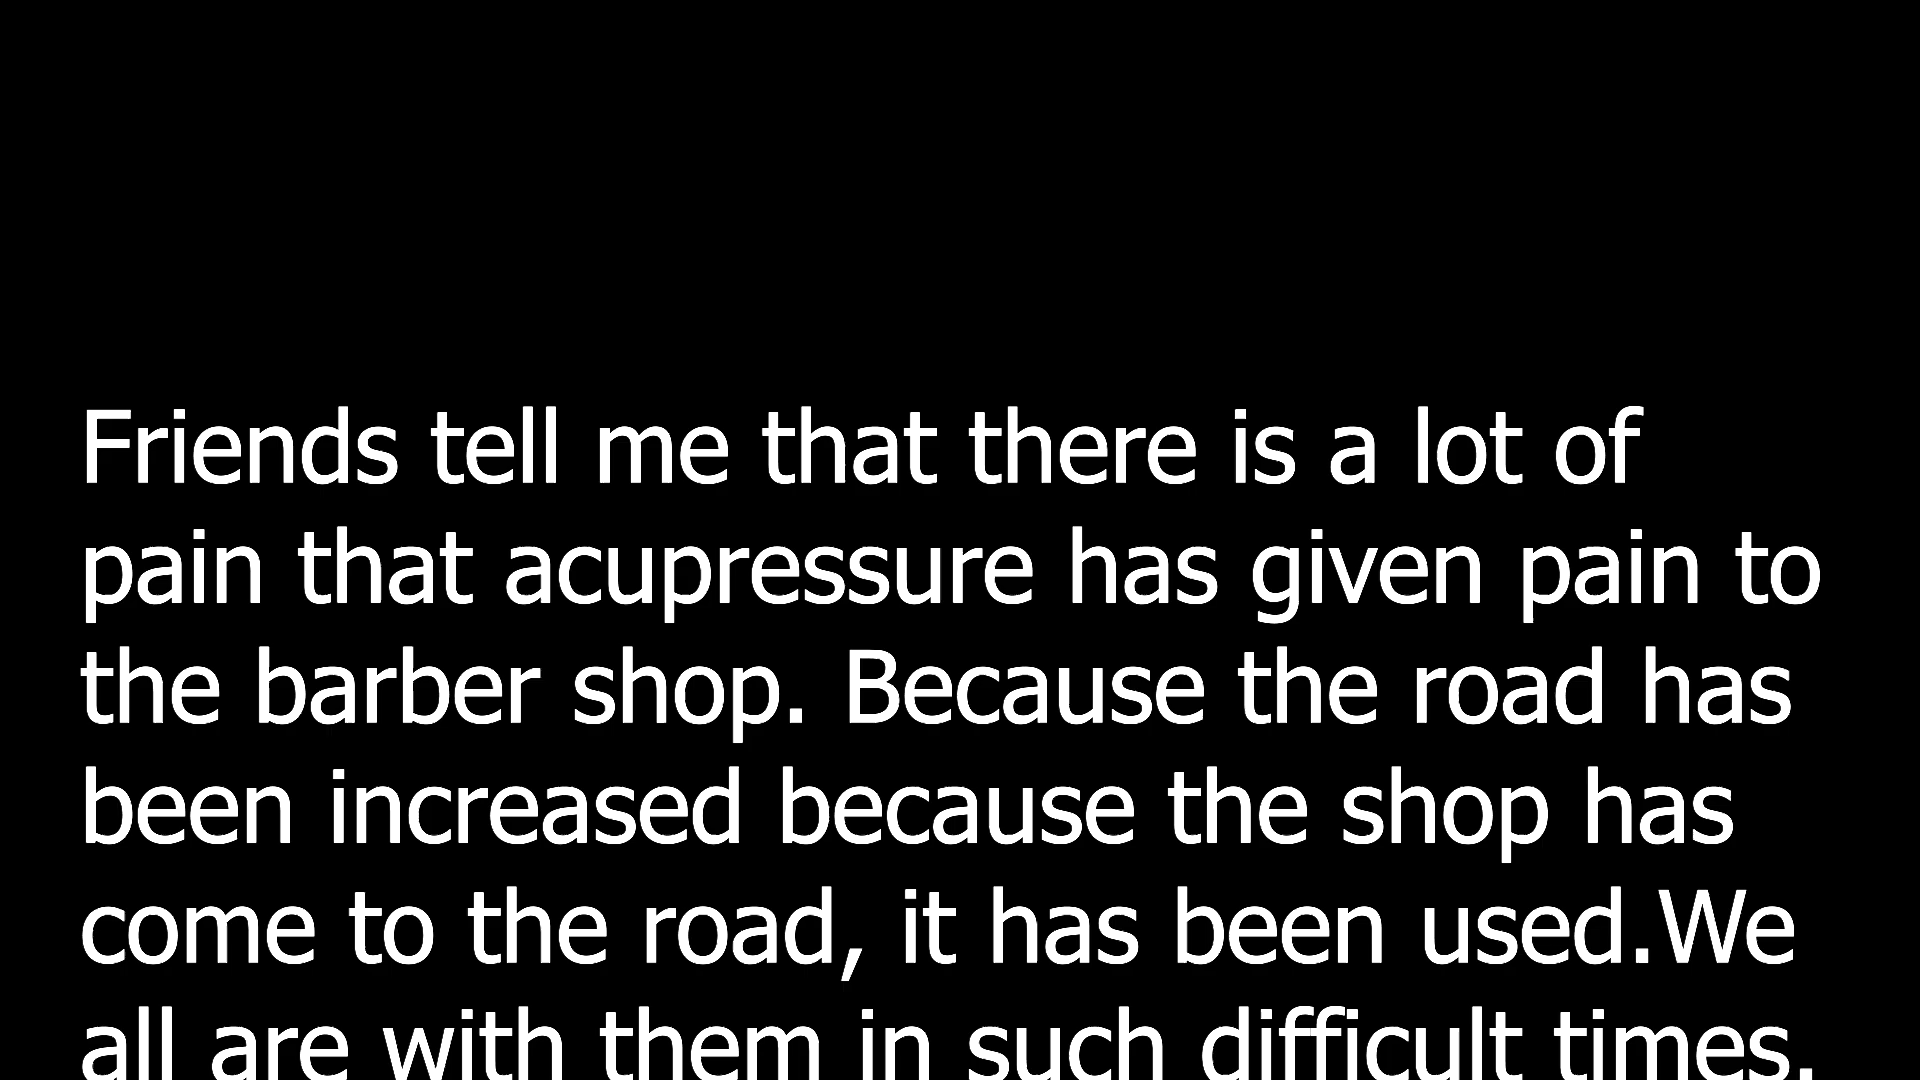 Friends tell me that there is a lot of
pain that acupressure has given pain to
the barber shop. Because the road has
been increased because the shop has
come to the road, it has been used.We
all are with them in such difficult times.